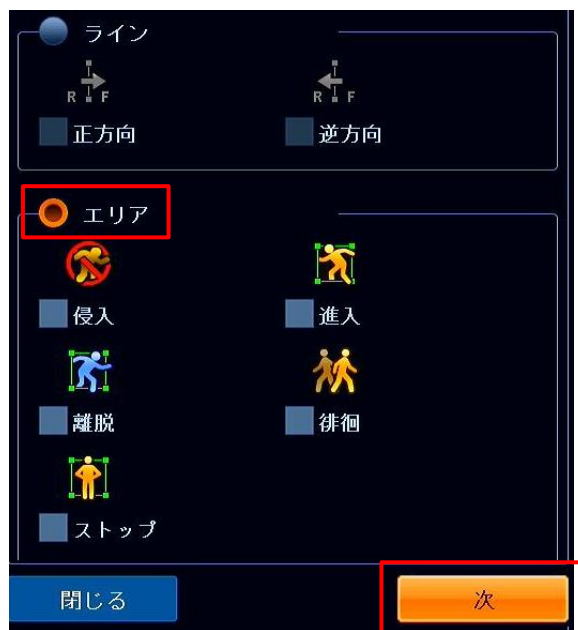 ライン
R F R F
正方向 逆方向
エリア
侵入 進入
離脱 徘徊
ストップ
閉じる 次